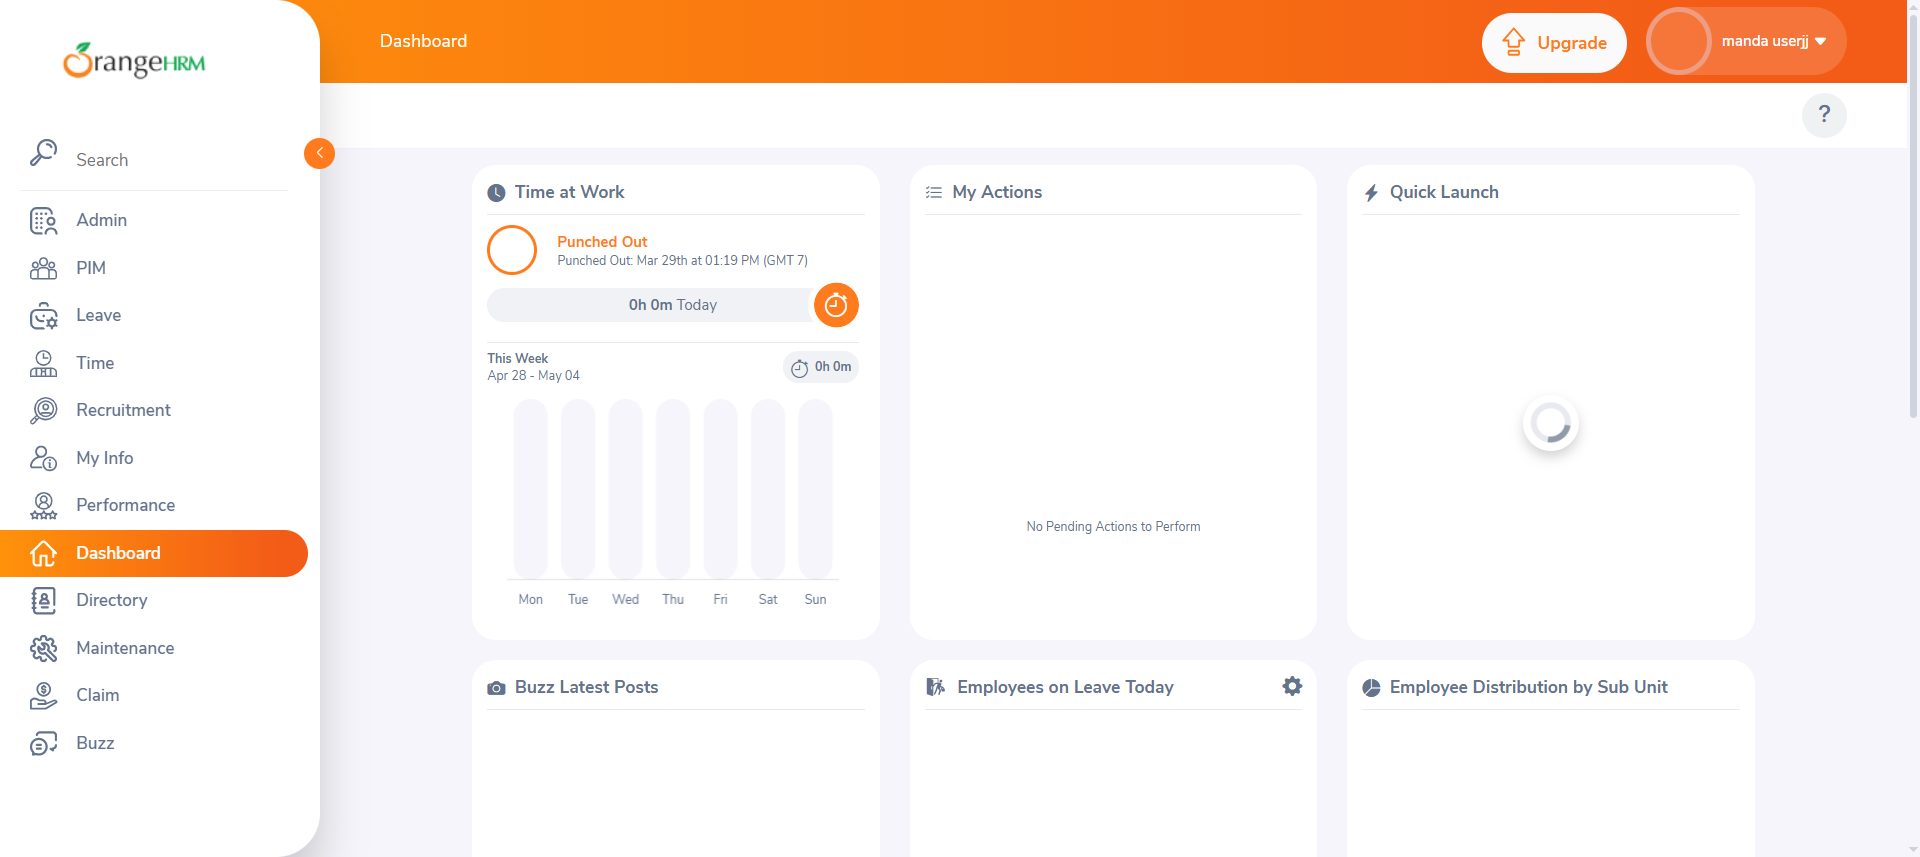 OrangeHRM
Search
Admin
PIM
Leave
Time
Recruitment
My Info
Performance
Dashboard
Directory
Maintenance
Claim
Buzz
Dashboard
Upgrade
manda userjj
?
Time at Work
Punched Out
Punched Out: Mar 29th at 01:19 PM (GMT 7)
0h 0m Today
This Week
Apr 28 - May 04
0h 0m
Mon Tue Wed Thu Fri Sat Sun
My Actions
No Pending Actions to Perform
Quick Launch
Buzz Latest Posts
Employees on Leave Today
Employee Distribution by Sub Unit